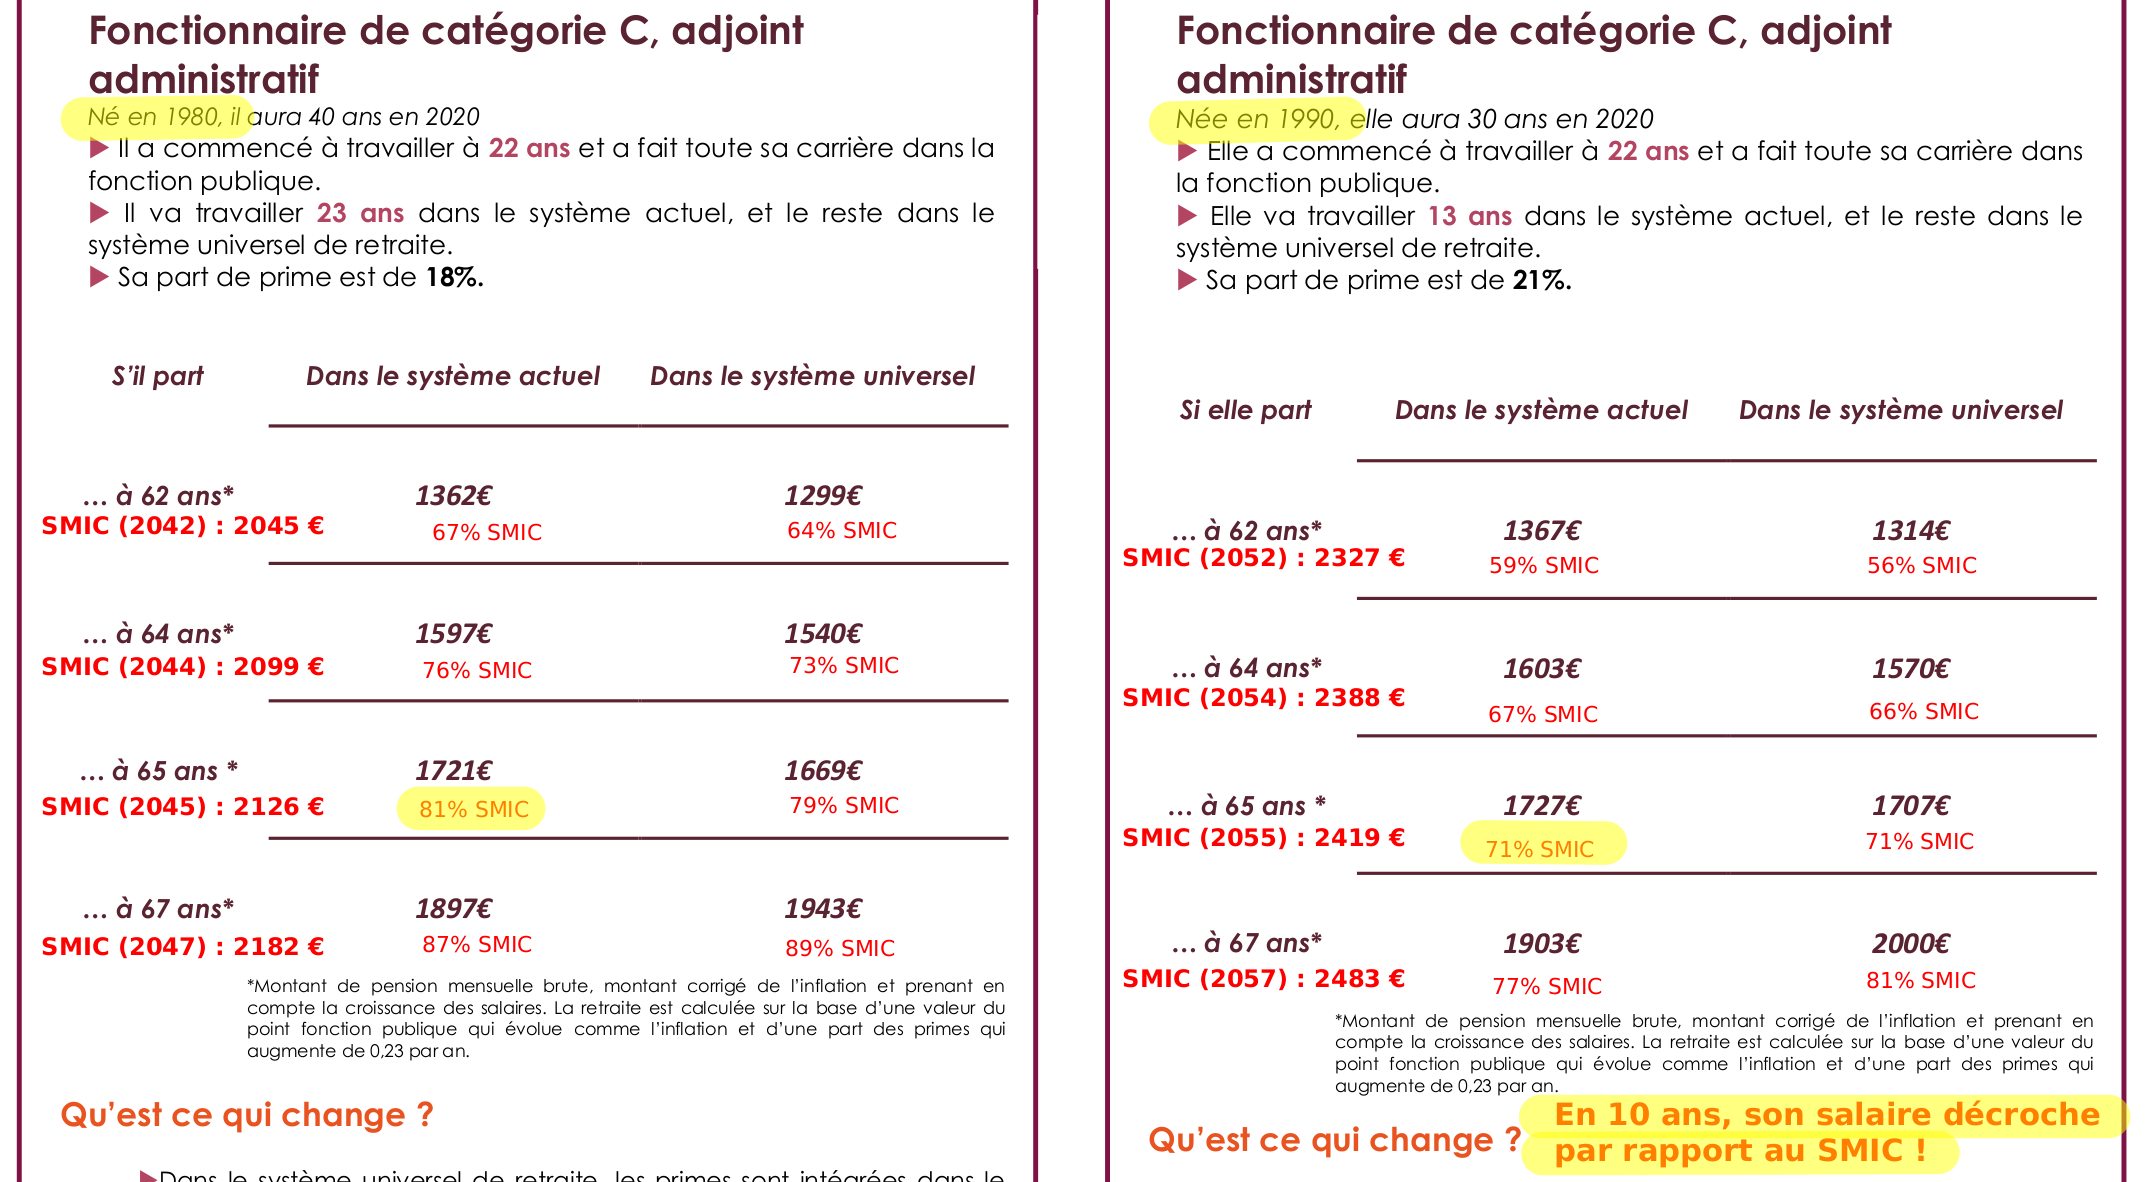 Fonctionnaire de catégorie C, adjoint
administratif
Né en 1980, il aura 40 ans en 2020
▶ Il a commencé à travailler à 22 ans et a fait toute sa carrière dans la
fonction publique.
▶ Il va travailler 23 ans dans le système actuel, et le reste dans le
système universel de retraite.
▶ Sa part de prime est de 18%.
S'il part Dans le système actuel Dans le système universel
... à 62 ans* 1362€ 1299€
SMIC (2042) : 2045 € 67% SMIC 64% SMIC
... à 64 ans* 1597€ 1540€
SMIC (2044) : 2099 € 76% SMIC 73% SMIC
... à 65 ans * 1721€ 1669€
SMIC (2045) : 2126 € 81% SMIC 79% SMIC
... à 67 ans* 1897€ 1943€
SMIC (2047) : 2182 € 87% SMIC 89% SMIC
*Montant de pension mensuelle brute, montant corrigé de l'inflation et prenant en
compte la croissance des salaires. La retraite est calculée sur la base d'une valeur du
point fonction publique qui évolue comme l'inflation et d'une part des primes qui
augmente de 0,23 par an.
Qu'est ce qui change ?
▶Dans le système universel de retraite, les primes sont intégrées dans le
Fonctionnaire de catégorie C, adjoint
administratif
Née en 1990, elle aura 30 ans en 2020
▶ Elle a commencé à travailler à 22 ans et a fait toute sa carrière dans
la fonction publique.
▶ Elle va travailler 13 ans dans le système actuel, et le reste dans le
système universel de retraite.
▶ Sa part de prime est de 21%.
Si elle part Dans le système actuel Dans le système universel
... à 62 ans* 1367€ 1314€
SMIC (2052) : 2327 € 59% SMIC 56% SMIC
... à 64 ans* 1603€ 1570€
SMIC (2054) : 2388 € 67% SMIC 66% SMIC
... à 65 ans * 1727€ 1707€
SMIC (2055) : 2419 € 71% SMIC 71% SMIC
... à 67 ans* 1903€ 2000€
SMIC (2057) : 2483 € 77% SMIC 81% SMIC
*Montant de pension mensuelle brute, montant corrigé de l'inflation et prenant en
compte la croissance des salaires. La retraite est calculée sur la base d'une valeur du
point fonction publique qui évolue comme l'inflation et d'une part des primes qui
augmente de 0,23 par an.
Qu'est ce qui change ?
En 10 ans, son salaire décroche
par rapport au SMIC !